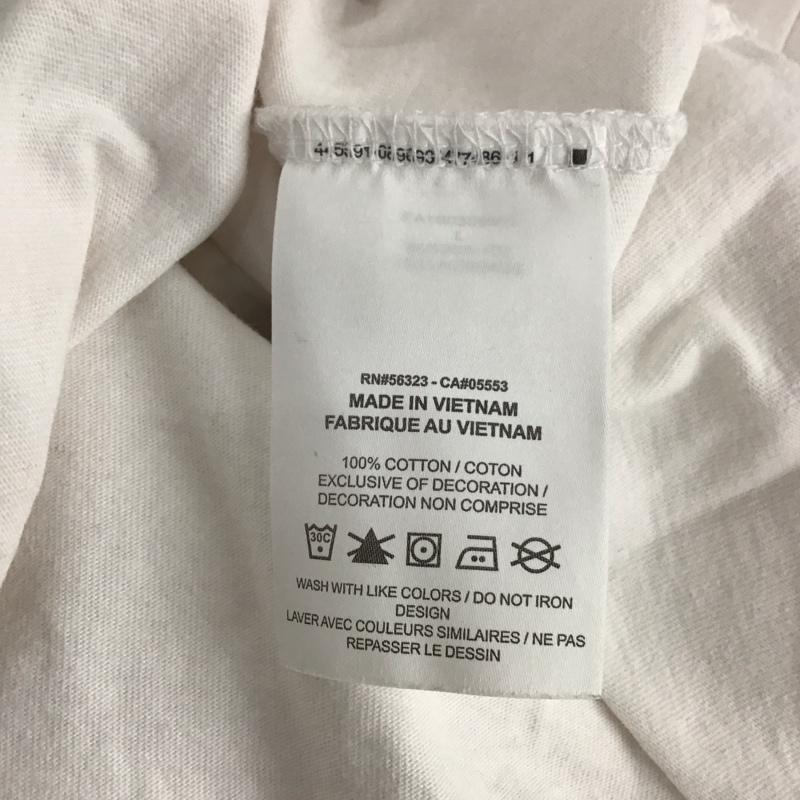 RN#56323 - CA#05553
MADE IN VIETNAM
FABRIQUE AU VIETNAM
100% COTTON / COTON
EXCLUSIVE OF DECORATION /
DECORATION NON COMPRISE
30C
WASH WITH LIKE COLORS / DO NOT IRON
DESIGN
LAVER AVEC COULEURS SIMILAIRES / NE PAS
REPASSER LE DESSIN